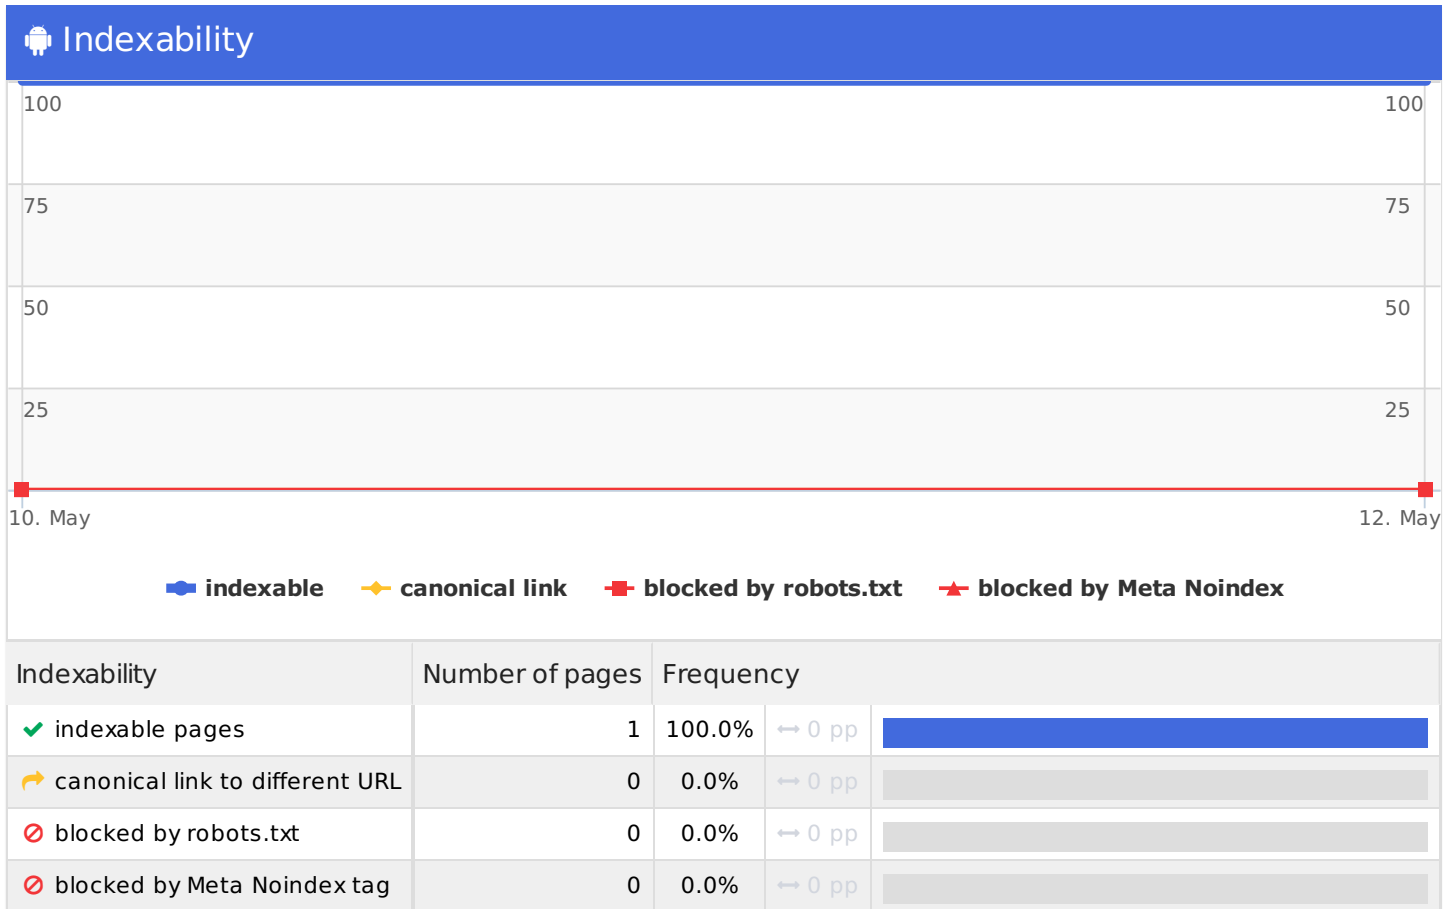 Indexability
100 100
75 75
50 50
25 25
10. May 12. May
indexable canonical link blocked by robots.txt blocked by Meta Noindex
Indexability Number of pages Frequency
indexable pages 1 100.0% 0 pp
canonical link to different URL 0 0.0% 0 pp
blocked by robots.txt 0 0.0% 0 pp
blocked by Meta Noindex tag 0 0.0% 0 pp